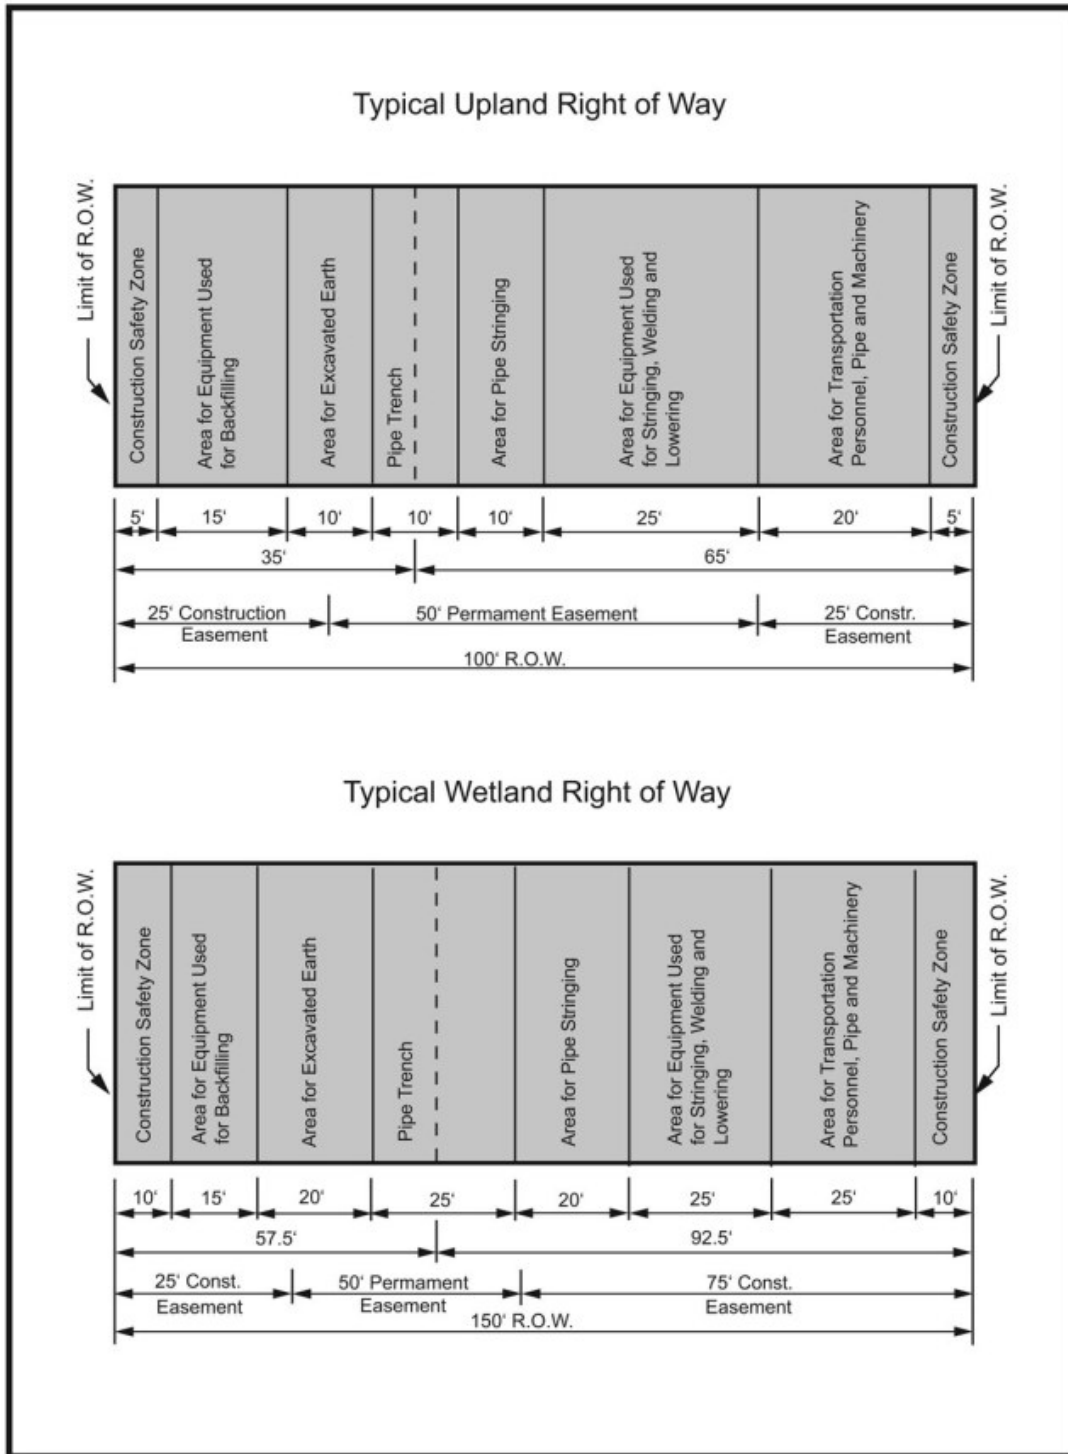 Typical Upland Right of Way
Limit of R.O.W.
Construction Safety Zone
Area for Equipment Used
for Backfilling
Area for Excavated Earth
Pipe Trench
Area for Pipe Stringing
Area for Equipment Used
for Stringing, Welding and
Lowering
Area for Transportation
Personnel, Pipe and Machinery
Construction Safety Zone
Limit of R.O.W.
5' 15' 10' 10' 10' 25' 20' 5'
35' 65'
25' Construction
Easement
50' Permament Easement
25' Constr.
Easement
100' R.O.W.
Typical Wetland Right of Way
Limit of R.O.W.
Construction Safety Zone
Area for Equipment Used
for Backfilling
Area for Excavated Earth
Pipe Trench
Area for Pipe Stringing
Area for Equipment Used
for Stringing, Welding and
Lowering
Area for Transportation
Personnel, Pipe and Machinery
Construction Safety Zone
Limit of R.O.W.
10' 15' 20' 25' 20' 25' 25' 10'
57.5' 92.5'
25' Const.
Easement
50' Permament
Easement
75' Const.
Easement
150' R.O.W.